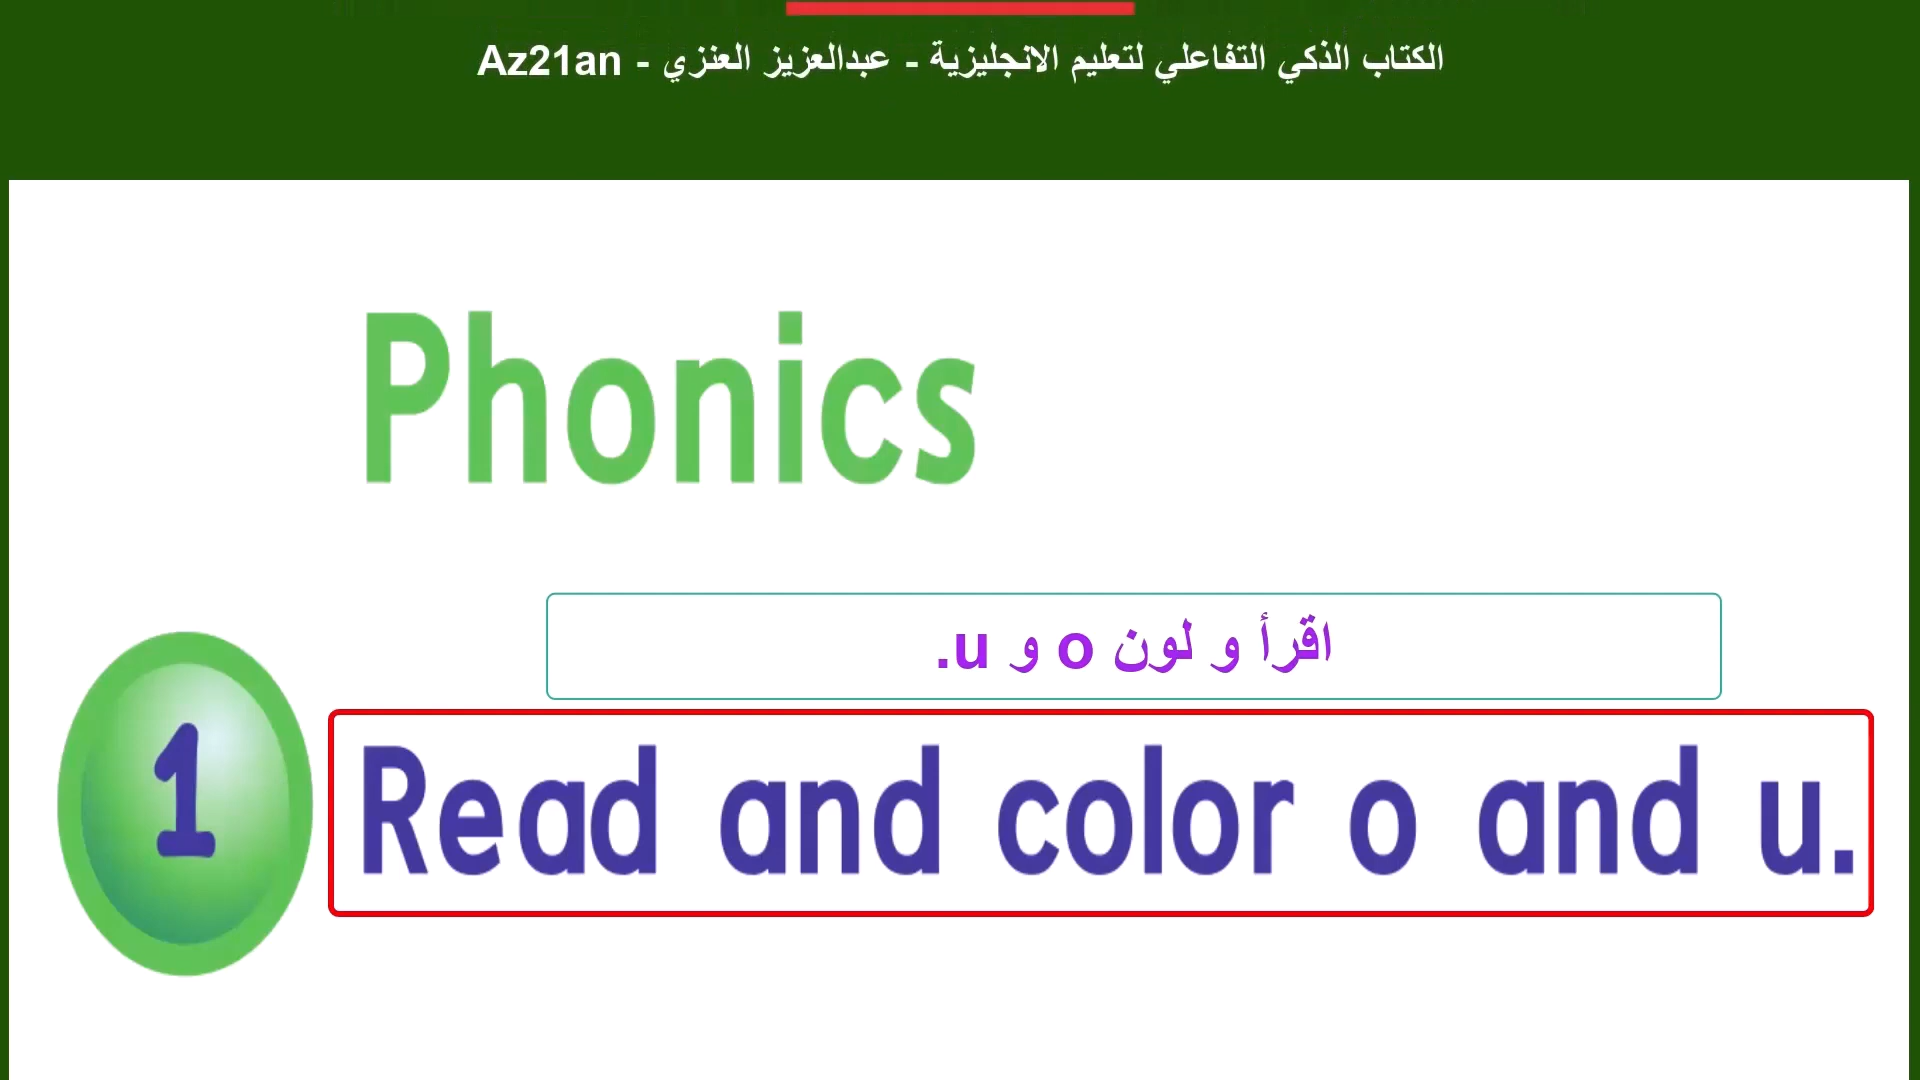 الكتاب الذكي التفاعلي لتعليم الانجليزية - عبدالعزيز العنزي - Az21an
Phonics
اقرأ و لون o و u.
1
Read and color o and u.